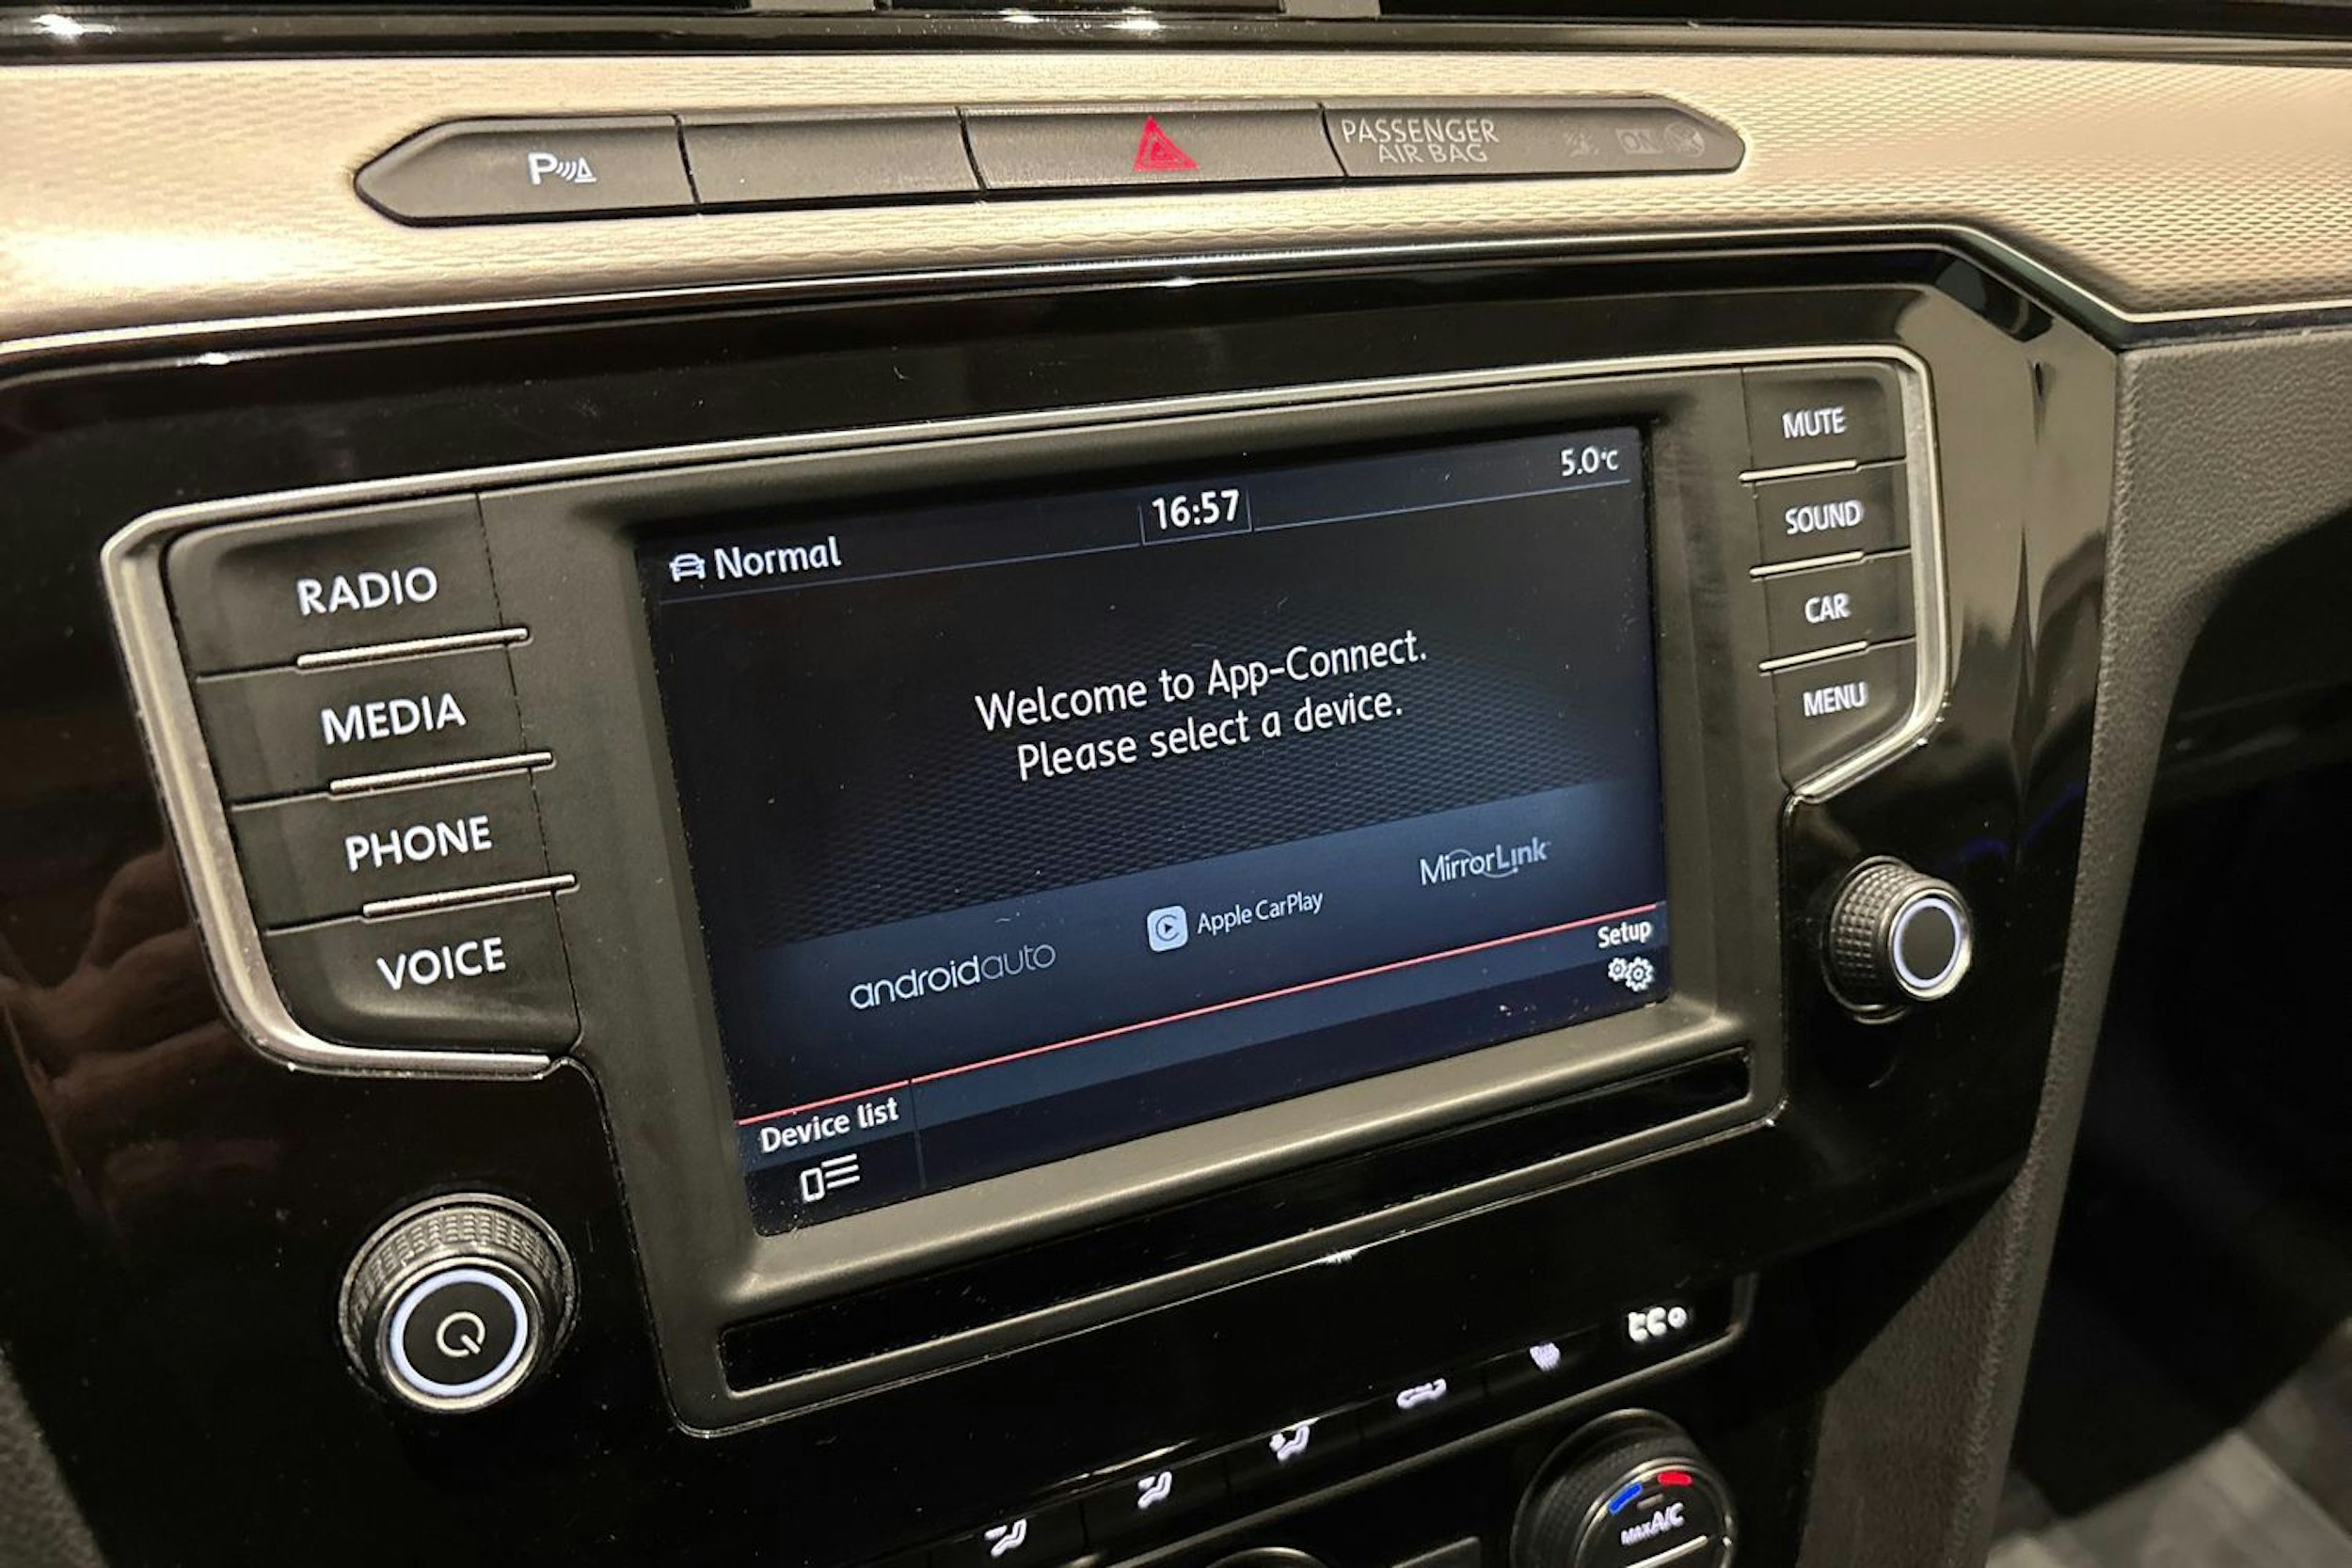 P
PASSENGER
AIR BAG
ON
MUTE
SOUND
CAR
MENU
RADIO
MEDIA
PHONE
VOICE
Normal
16:57
5.0°C
Welcome to App-Connect.
Please select a device.
androidauto
Apple CarPlay
MirrorLink
Setup
Device list
MAX A/C